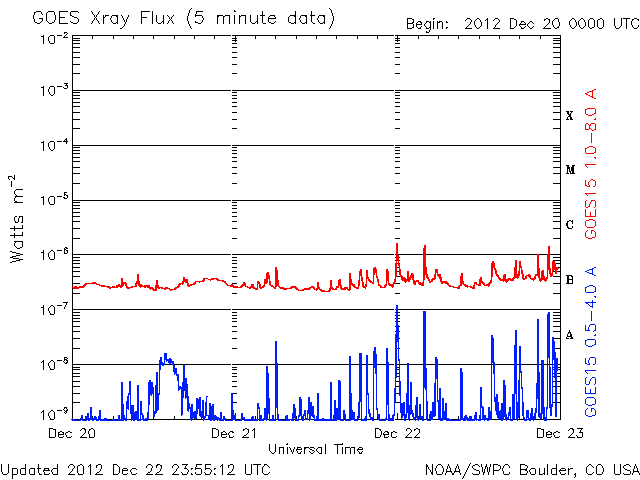 GOES Xray Flux (5 minute data)
Begin: 2012 Dec 20 0000 UTC
10-2
10-3
10-4
10-5
10-6
10-7
10-8
10-9
Watts m-2
X
M
C
B
A
GOES15 1.0-8.0 A
GOES15 0.5-4.0 A
Dec 20
Dec 21
Dec 22
Dec 23
Universal Time
Updated 2012 Dec 22 23:55:12 UTC
NOAA/SWPC Boulder, CO USA